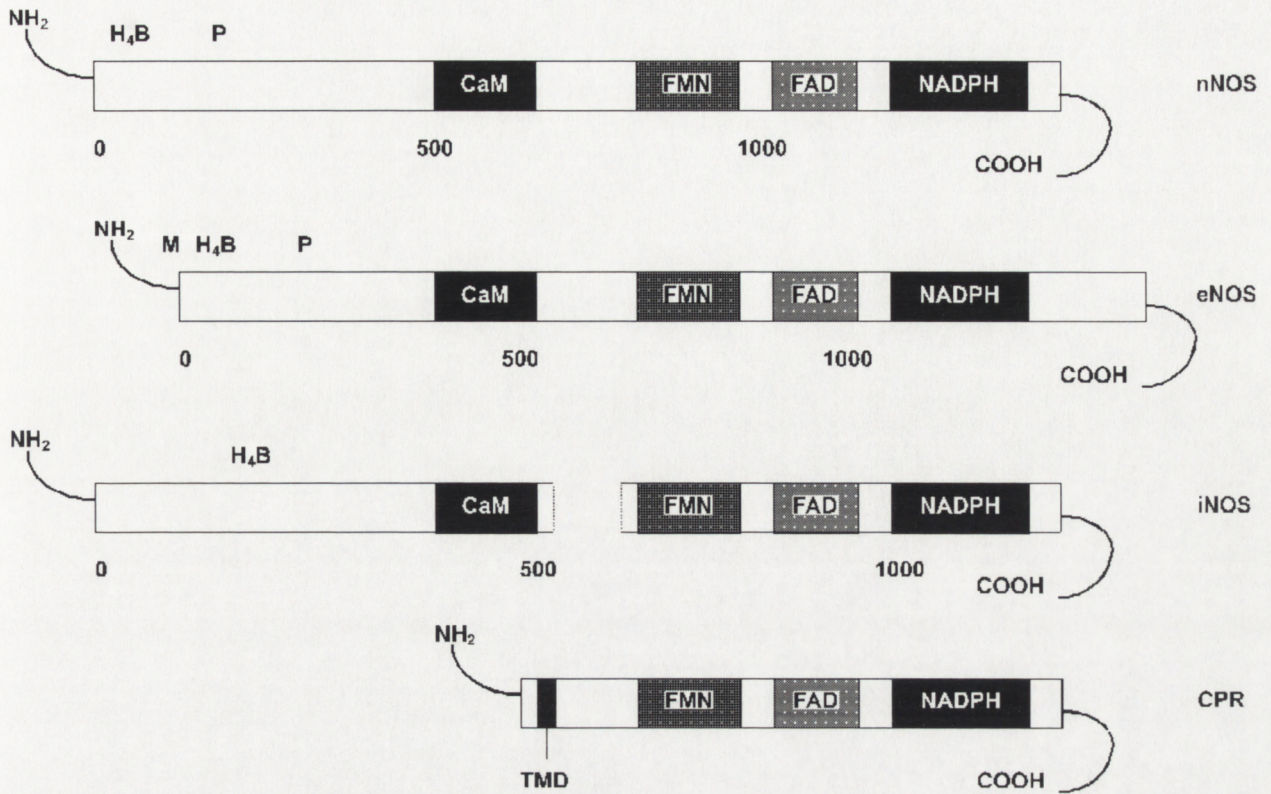 NH₂
H₄B P
CaM FMN FAD NADPH nNOS
0 500 1000
COOH
NH₂ M H₄B P
CaM FMN FAD NADPH eNOS
0 500 1000
COOH
NH₂
H₄B
CaM FMN FAD NADPH iNOS
0 500 1000
COOH
NH₂
FMN FAD NADPH CPR
TMD COOH